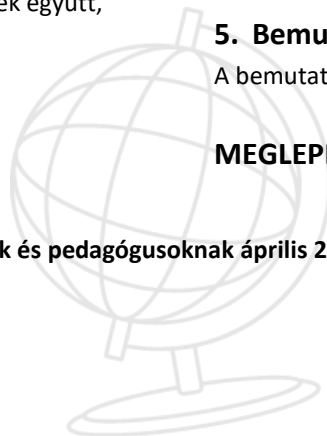 ek együtt,
5. Bemu
A bemutat
MEGLEP
k és pedagógusoknak április 2